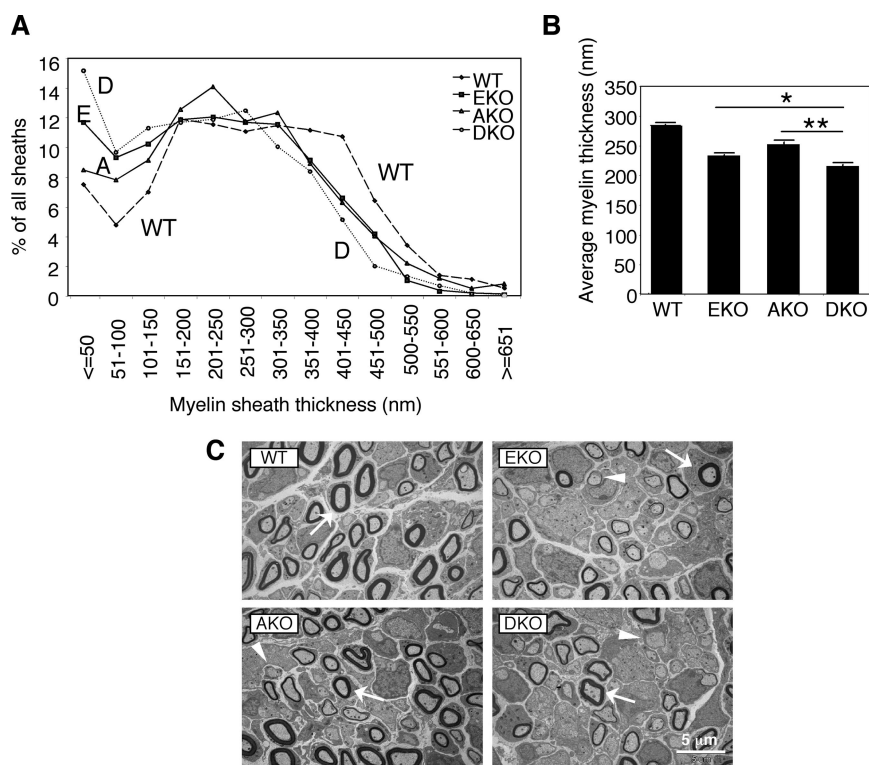 A
% of all sheaths
16
14
12
10
8
6
4
2
0
D
E
A
WT
WT
D
WT
EKO
AKO
DKO
<=50
51-100
101-150
151-200
201-250
251-300
301-350
351-400
401-450
451-500
500-550
551-600
600-650
>=651
Myelin sheath thickness (nm)
B
Average myelin thickness (nm)
350
300
250
200
150
100
50
0
*
**
WT EKO AKO DKO
C
WT
EKO
AKO
DKO
5 µm